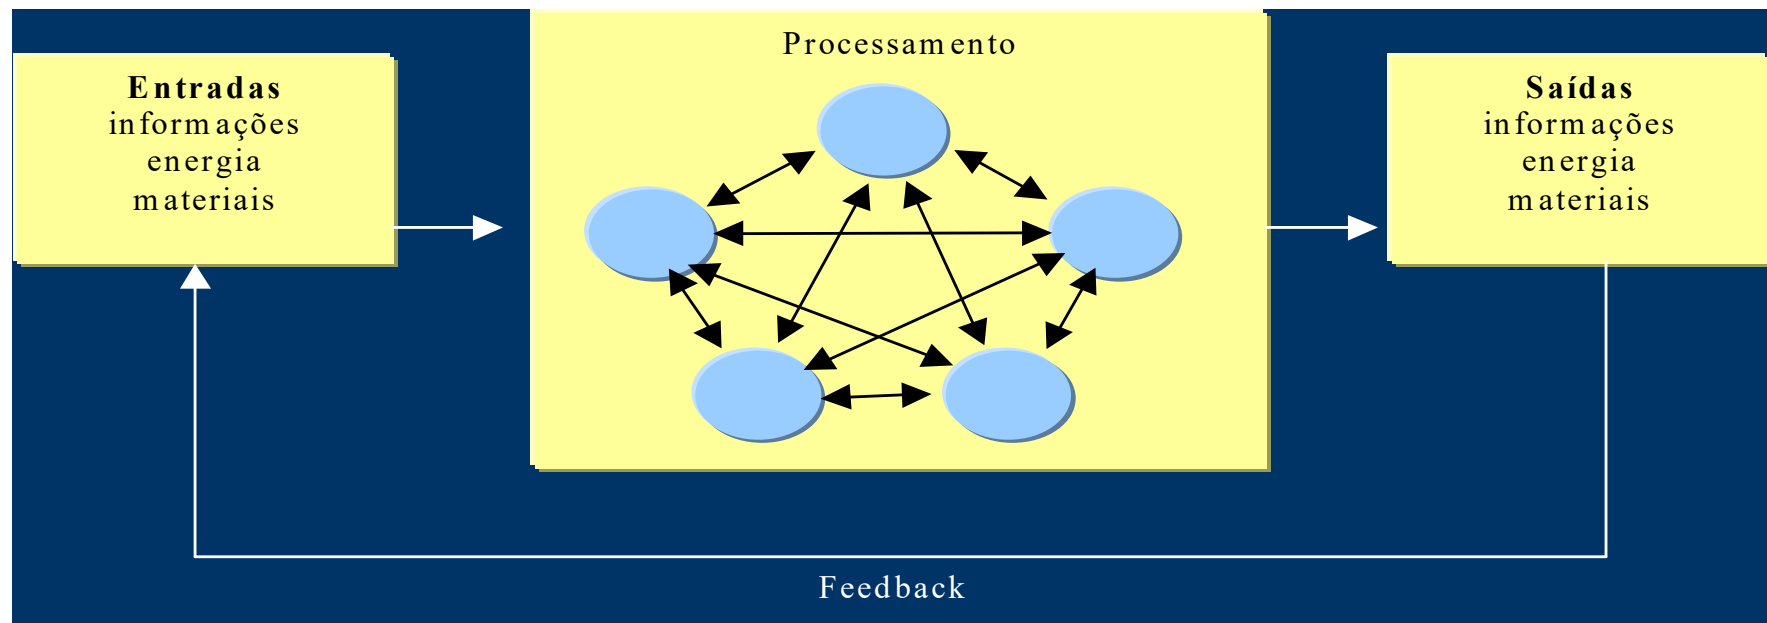 Processamento
Entradas
informações
energia
materiais
Saídas
informações
energia
materiais
Feedback